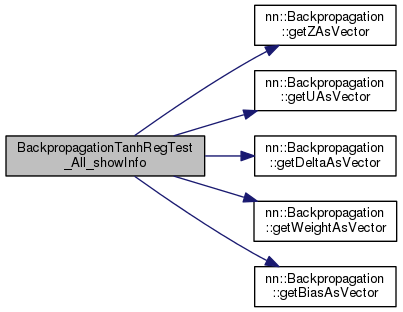 BackpropagationTanhRegTest
_All_showInfo
nn::Backpropagation
::getZAsVector
nn::Backpropagation
::getUAsVector
nn::Backpropagation
::getDeltaAsVector
nn::Backpropagation
::getWeightAsVector
nn::Backpropagation
::getBiasAsVector